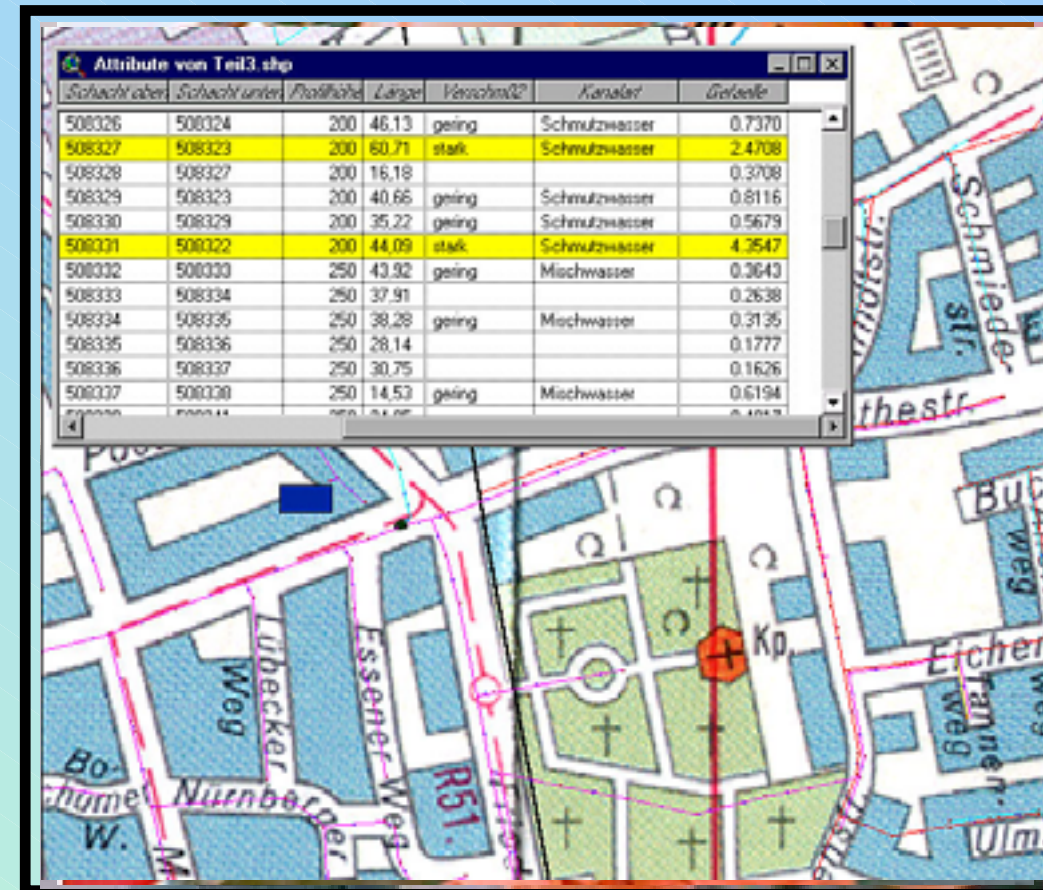 Attribute von Teil3.shp
Schacht oben Schacht unten Profilhöhe Länge Verschm02 Kanalart Gefaelle
508326 508324 200 46,13 gering Schmutzwasser 0.7370
508327 508323 200 60,71 stark Schmutzwasser 2.4708
508328 508327 200 16,18 0.3708
508329 508323 200 40,66 gering Schmutzwasser 0.8116
508330 508329 200 35,22 gering Schmutzwasser 0.5679
508331 508322 200 44,09 stark Schmutzwasser 4.3547
508332 508333 250 43,92 gering Mischwasser 0.3643
508333 508334 250 37,91 0.2638
508334 508335 250 38,28 gering Mischwasser 0.3135
508335 508336 250 28,14 0.1777
508336 508337 250 30,75 0.1626
508337 508338 250 14,53 gering Mischwasser 0.6194
Schmiede-
str.
ndtstr.
thestr.
Weg
Lübecker
Essener Weg
Kp.
Eichen
Weg
Tanner
Weg
Bo-
chumer
W.
Nürnberger
R51.
Ulm